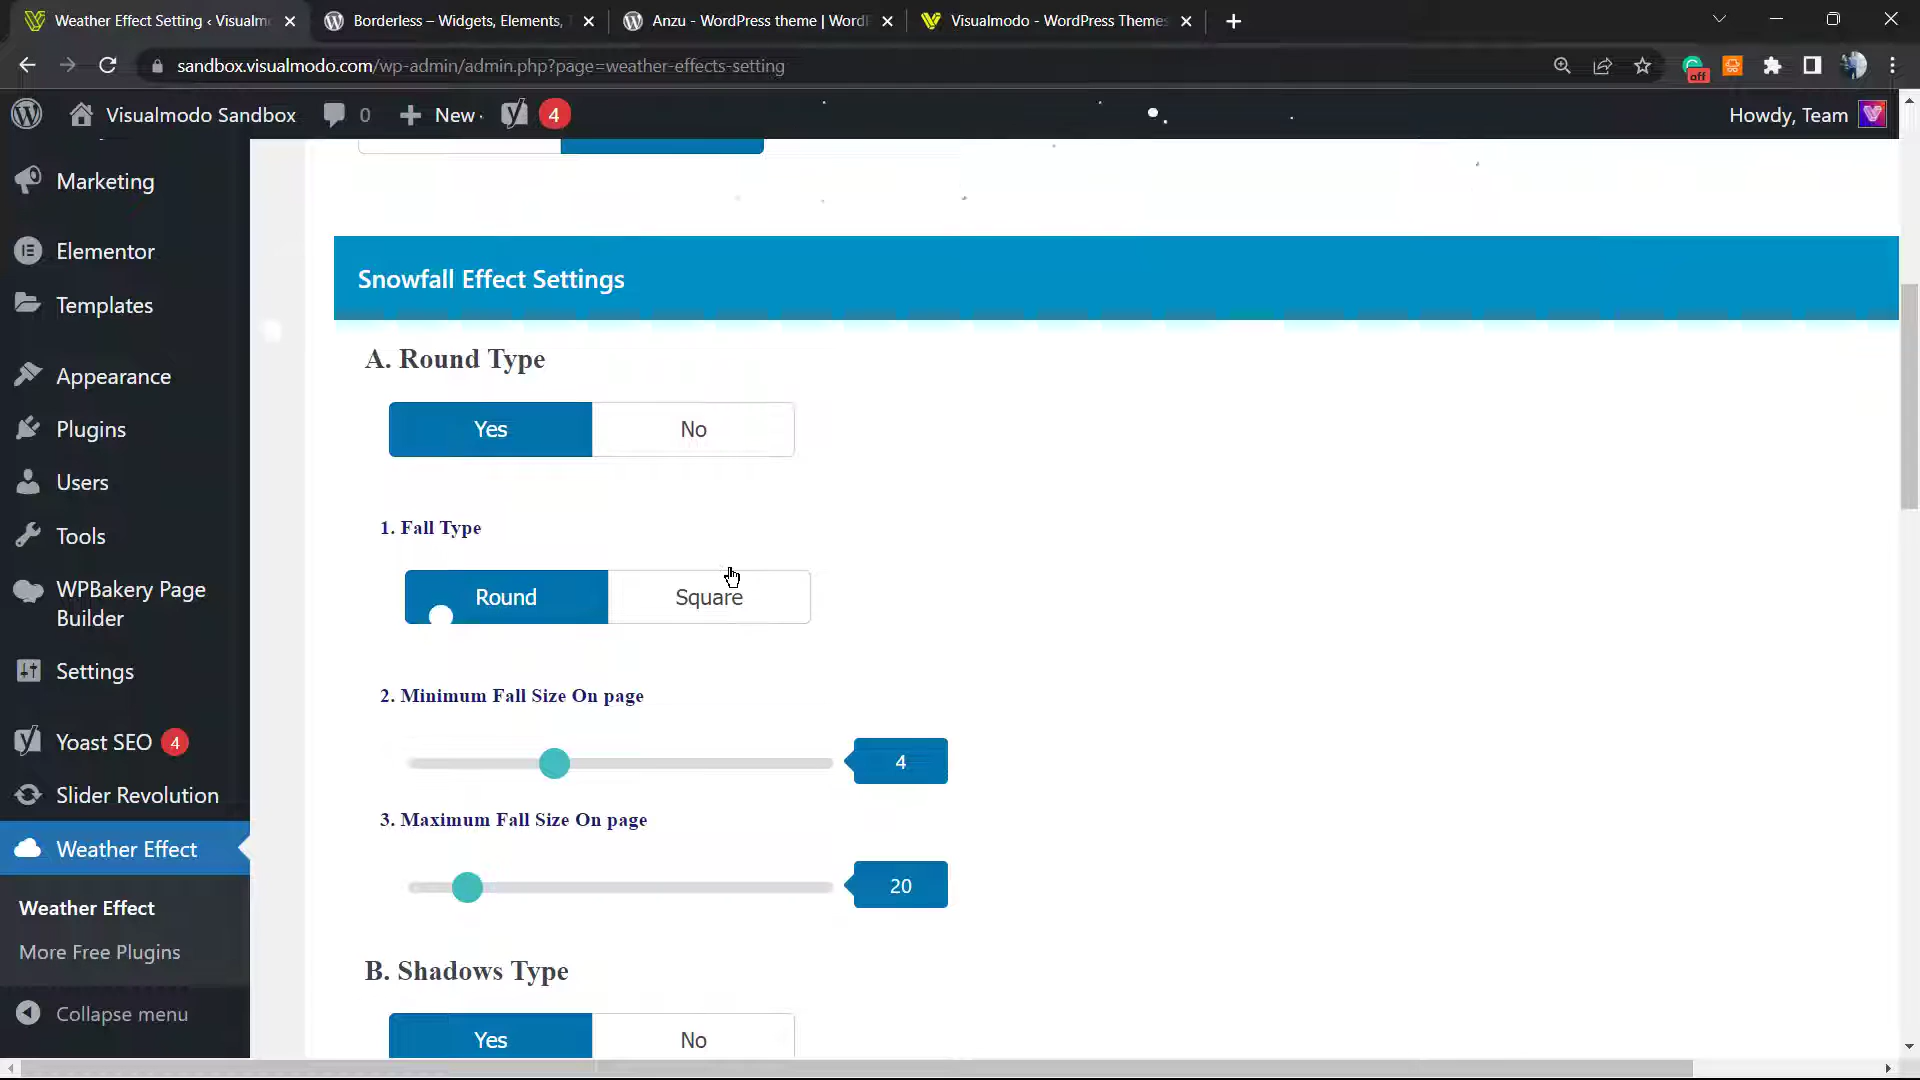 Weather Effect Setting ‹ Visualm
Borderless – Widgets, Elements,
Anzu - WordPress theme | Word
Visualmodo - WordPress Themes
sandbox.visualmodo.com/wp-admin/admin.php?page=weather-effects-setting
off
Visualmodo Sandbox
0
New
4
Howdy, Team
Marketing
Elementor
Templates
Appearance
Plugins
Users
Tools
WPBakery Page
Builder
Settings
Yoast SEO 4
Slider Revolution
Weather Effect
Weather Effect
More Free Plugins
Collapse menu
Snowfall Effect Settings
A. Round Type
Yes No
1. Fall Type
Round Square
2. Minimum Fall Size On page
4
3. Maximum Fall Size On page
20
B. Shadows Type
Yes No